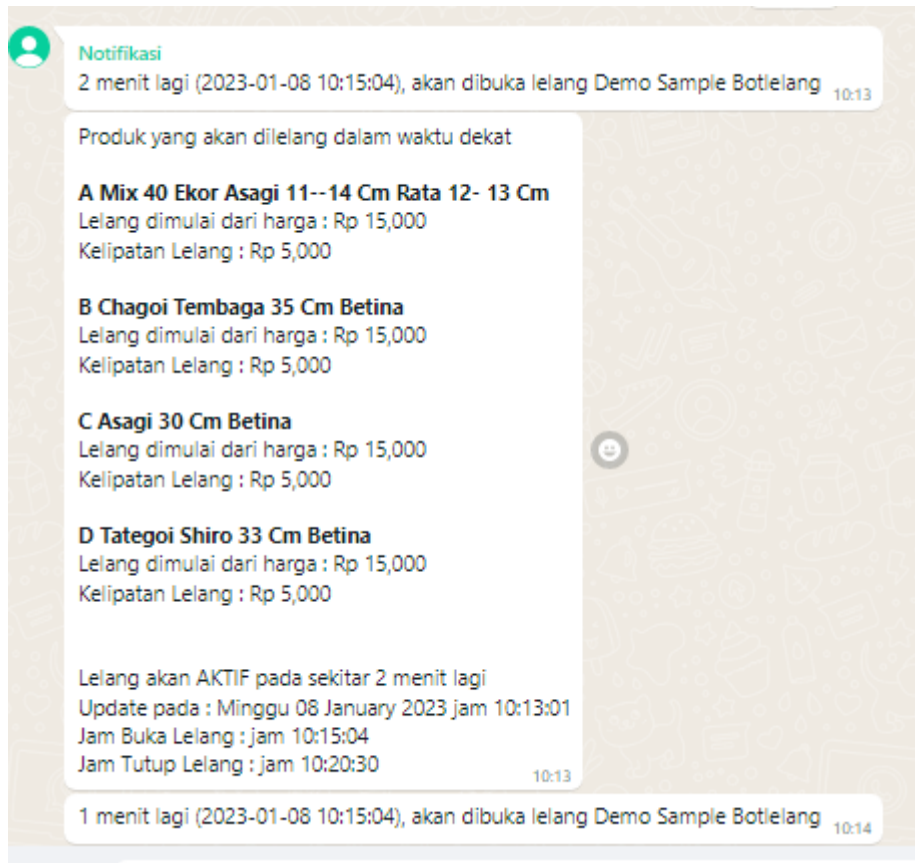 Notifikasi
2 menit lagi (2023-01-08 10:15:04), akan dibuka lelang Demo Sample Botlelang 10:13
Produk yang akan dilelang dalam waktu dekat
A Mix 40 Ekor Asagi 11--14 Cm Rata 12- 13 Cm
Lelang dimulai dari harga : Rp 15,000
Kelipatan Lelang : Rp 5,000
B Chagoi Tembaga 35 Cm Betina
Lelang dimulai dari harga : Rp 15,000
Kelipatan Lelang : Rp 5,000
C Asagi 30 Cm Betina
Lelang dimulai dari harga : Rp 15,000
Kelipatan Lelang : Rp 5,000
D Tategoi Shiro 33 Cm Betina
Lelang dimulai dari harga : Rp 15,000
Kelipatan Lelang : Rp 5,000
Lelang akan AKTIF pada sekitar 2 menit lagi
Update pada : Minggu 08 January 2023 jam 10:13:01
Jam Buka Lelang : jam 10:15:04
Jam Tutup Lelang : jam 10:20:30
10:13
1 menit lagi (2023-01-08 10:15:04), akan dibuka lelang Demo Sample Botlelang 10:14